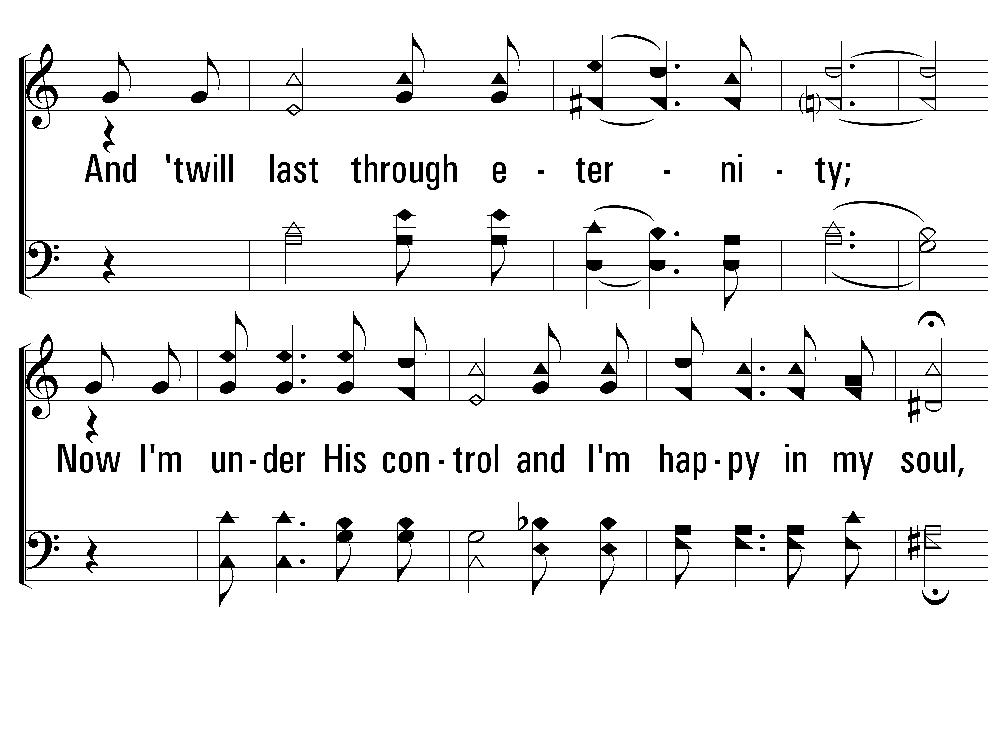 And 'twill last through e - ter - ni - ty;
Now I'm un - der His con - trol and I'm hap - py in my soul,